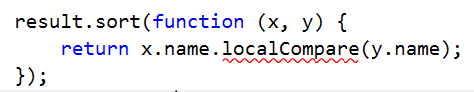 result.sort(function (x, y) {
    return x.name.localCompare(y.name);
});